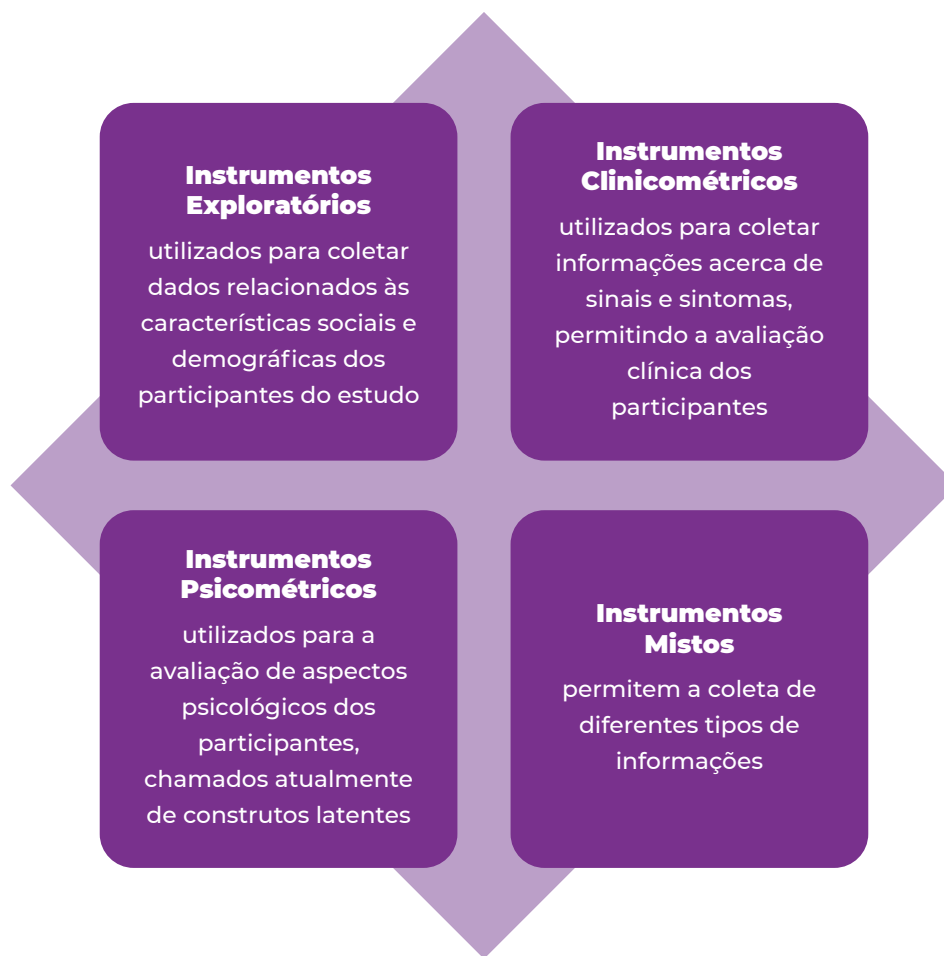 Instrumentos
Exploratórios
utilizados para coletar
dados relacionados às
características sociais e
demográficas dos
participantes do estudo
Instrumentos
Clinicométricos
utilizados para coletar
informações acerca de
sinais e sintomas,
permitindo a avaliação
clínica dos
participantes
Instrumentos
Psicométricos
utilizados para a
avaliação de aspectos
psicológicos dos
participantes,
chamados atualmente
de construtos latentes
Instrumentos
Mistos
permitem a coleta de
diferentes tipos de
informações